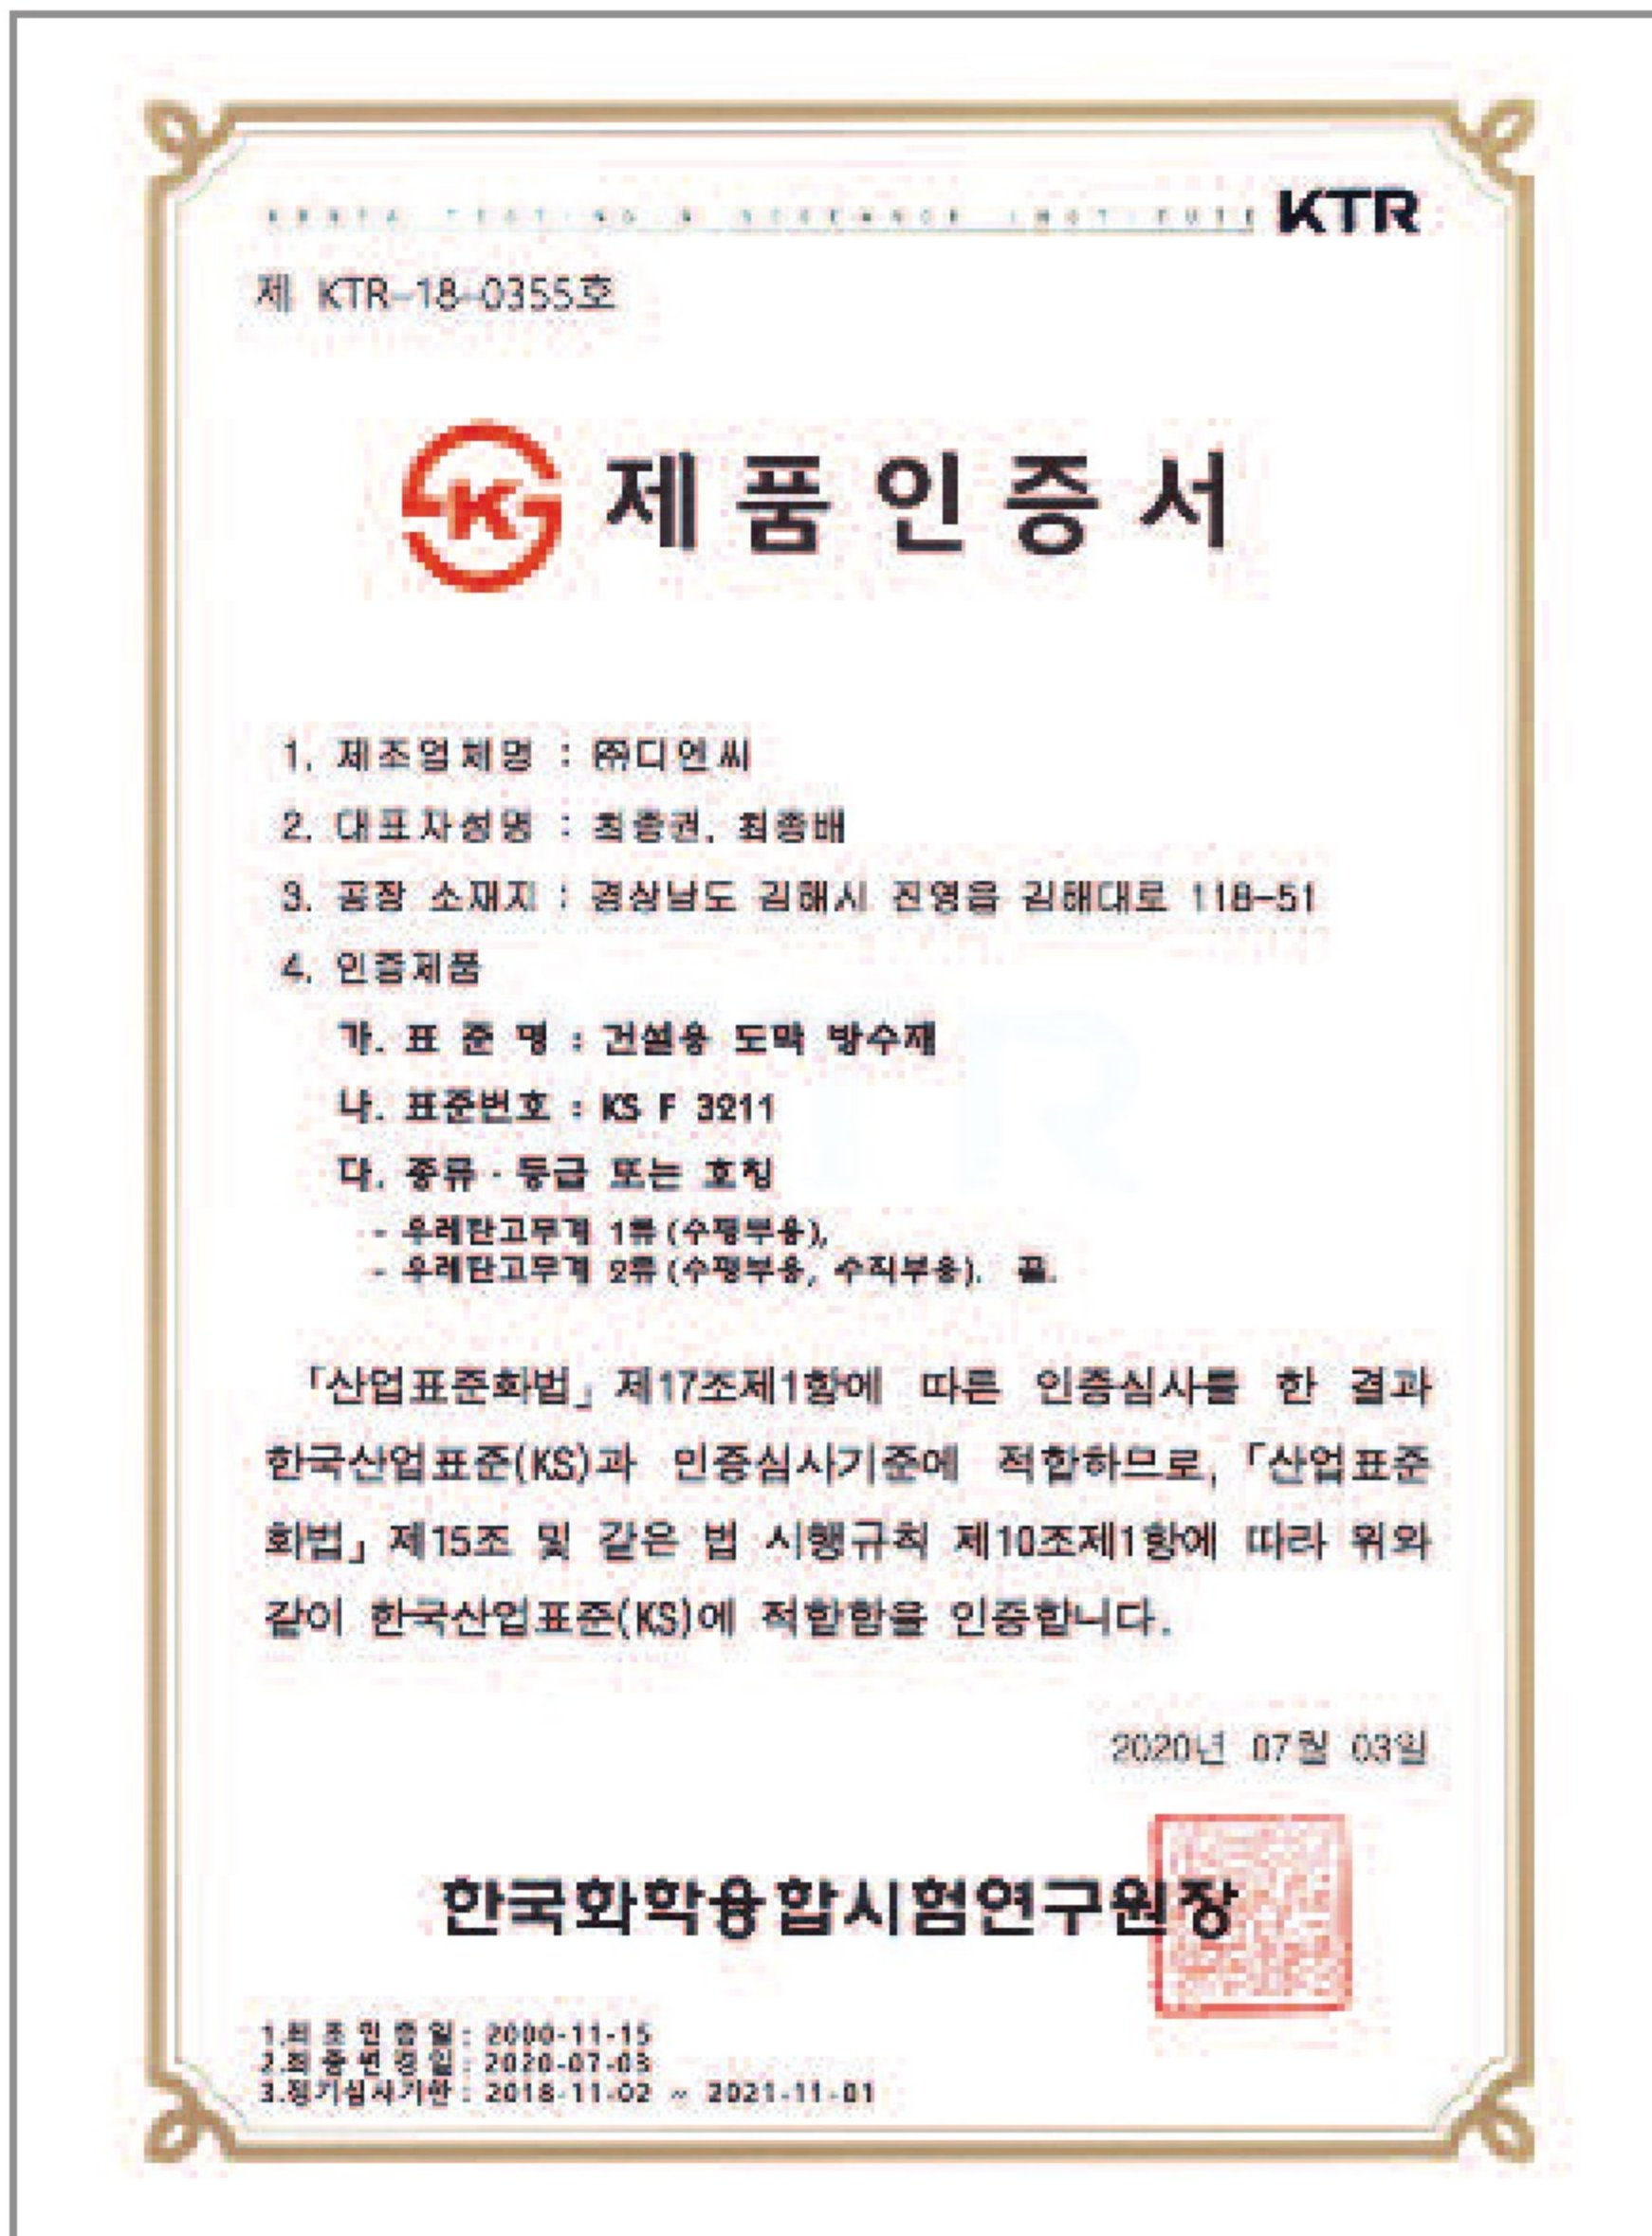 KTR
제 KTR-18-0355호
제품인증서
1. 제조업체명 : ㈜디엔씨
2. 대표자성명 : 최종권, 최종배
3. 공장 소재지 : 경상남도 김해시 진영읍 김해대로 118-51
4. 인증제품
가. 표 준 명 : 건설용 도막 방수재
나. 표준번호 : KS F 3211
다. 종류·등급 또는 호칭
- 우레탄고무계 1류(수평부용),
- 우레탄고무계 2류(수평부용, 수직부용). 끝.
「산업표준화법」 제17조제1항에 따른 인증심사를 한 결과
한국산업표준(KS)과 인증심사기준에 적합하므로, 「산업표준
화법」 제15조 및 같은 법 시행규칙 제10조제1항에 따라 위와
같이 한국산업표준(KS)에 적합함을 인증합니다.
2020년 07월 03일
한국화학융합시험연구원장
1.최초인증일 : 2000-11-15
2.최종변경일 : 2020-07-03
3.정기심사기한 : 2018-11-02 ~ 2021-11-01